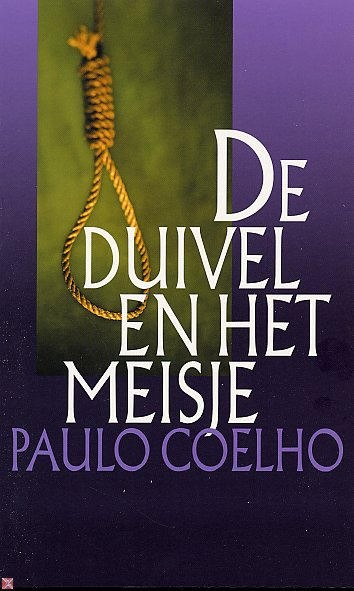 DE
DUIVEL
EN HET
MEISJE
PAULO COELHO